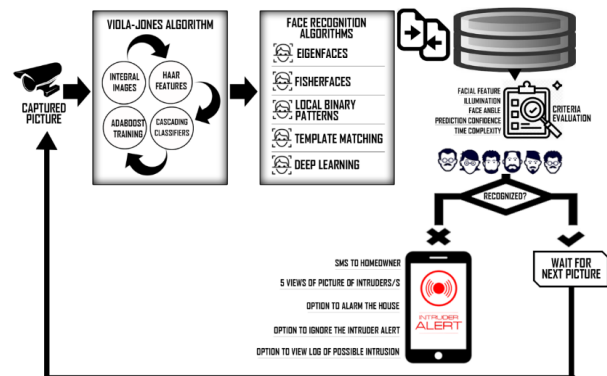 VIOLA-JONES ALGORITHM
INTEGRAL
IMAGES
HAAR
FEATURES
ADABOOST
TRAINING
CASCADING
CLASSIFIERS
CAPTURED
PICTURE
FACE RECOGNITION
ALGORITHMS
EIGENFACES
FISHERFACES
LOCAL BINARY
PATTERNS
TEMPLATE MATCHING
DEEP LEARNING
FACIAL FEATURE
ILLUMINATION
FACE ANGLE
PREDICTION CONFIDENCE
TIME COMPLEXITY
CRITERIA
EVALUATION
RECOGNIZED?
SMS TO HOMEOWNER
5 VIEWS OF PICTURE OF INTRUDERS/S
OPTION TO ALARM THE HOUSE
OPTION TO IGNORE THE INTRUDER ALERT
OPTION TO VIEW LOG OF POSSIBLE INTRUSION
INTRUDER
ALERT
WAIT FOR
NEXT PICTURE